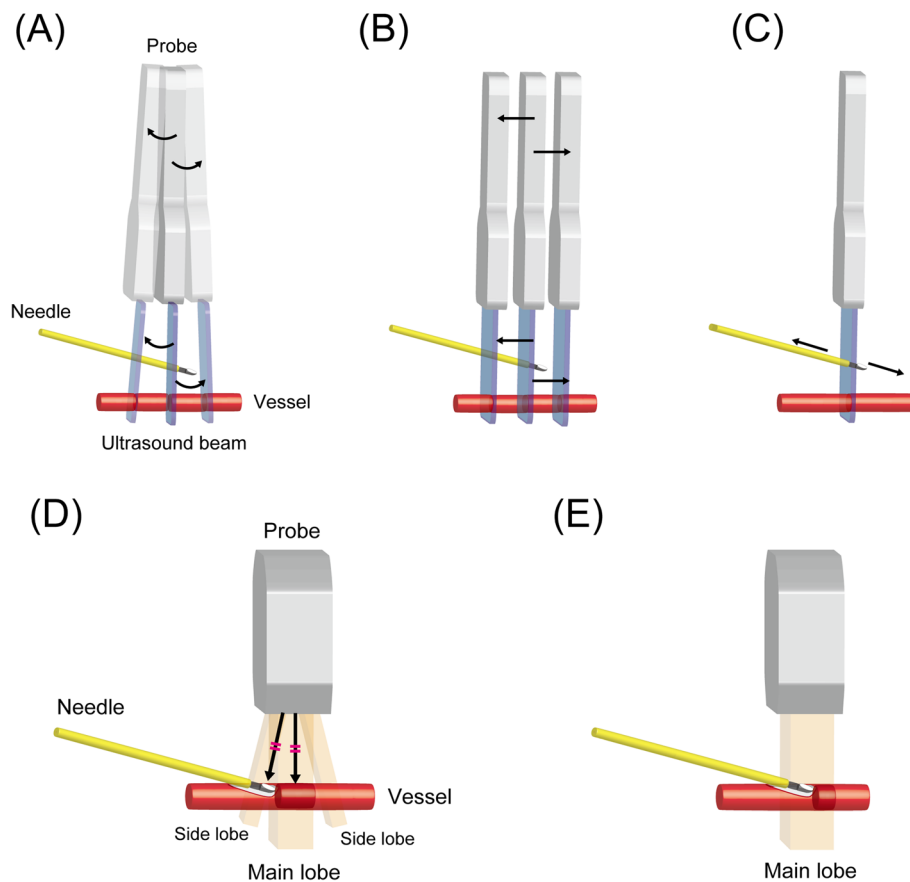 (A)
(B)
(C)
Probe
Needle
Vessel
Ultrasound beam
(D)
(E)
Probe
Needle
Vessel
Side lobe
Side lobe
Main lobe
Main lobe